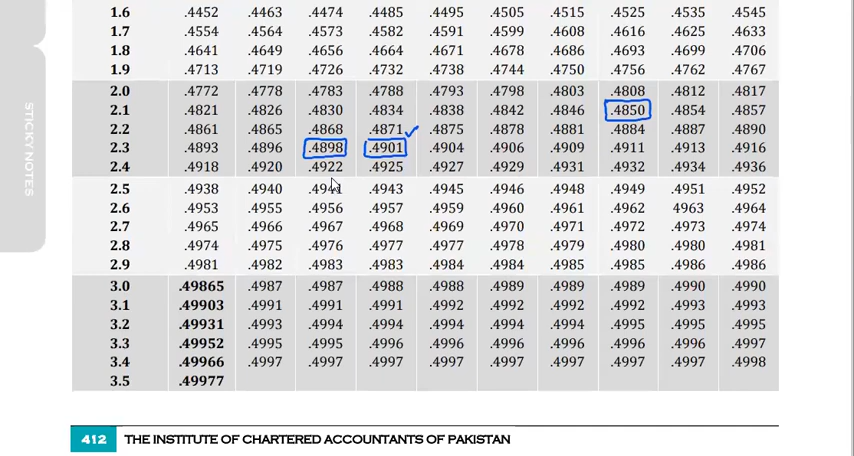 STICKY NOTES
1.6 .4452 .4463 .4474 .4485 .4495 .4505 .4515 .4525 .4535 .4545
1.7 .4554 .4564 .4573 .4582 .4591 .4599 .4608 .4616 .4625 .4633
1.8 .4641 .4649 .4656 .4664 .4671 .4678 .4686 .4693 .4699 .4706
1.9 .4713 .4719 .4726 .4732 .4738 .4744 .4750 .4756 .4762 .4767
2.0 .4772 .4778 .4783 .4788 .4793 .4798 .4803 .4808 .4812 .4817
2.1 .4821 .4826 .4830 .4834 .4838 .4842 .4846 .4850 .4854 .4857
2.2 .4861 .4865 .4868 .4871 .4875 .4878 .4881 .4884 .4887 .4890
2.3 .4893 .4896 .4898 .4901 .4904 .4906 .4909 .4911 .4913 .4916
2.4 .4918 .4920 .4922 .4925 .4927 .4929 .4931 .4932 .4934 .4936
2.5 .4938 .4940 .4941 .4943 .4945 .4946 .4948 .4949 .4951 .4952
2.6 .4953 .4955 .4956 .4957 .4959 .4960 .4961 .4962 4963 .4964
2.7 .4965 .4966 .4967 .4968 .4969 .4970 .4971 .4972 .4973 .4974
2.8 .4974 .4975 .4976 .4977 .4977 .4978 .4979 .4980 .4980 .4981
2.9 .4981 .4982 .4983 .4983 .4984 .4984 .4985 .4985 .4986 .4986
3.0 .49865 .4987 .4987 .4988 .4988 .4989 .4989 .4989 .4990 .4990
3.1 .49903 .4991 .4991 .4991 .4992 .4992 .4992 .4992 .4993 .4993
3.2 .49931 .4993 .4994 .4994 .4994 .4994 .4994 .4995 .4995 .4995
3.3 .49952 .4995 .4995 .4996 .4996 .4996 .4996 .4996 .4996 .4997
3.4 .49966 .4997 .4997 .4997 .4997 .4997 .4997 .4997 .4997 .4998
3.5 .49977
412 THE INSTITUTE OF CHARTERED ACCOUNTANTS OF PAKISTAN